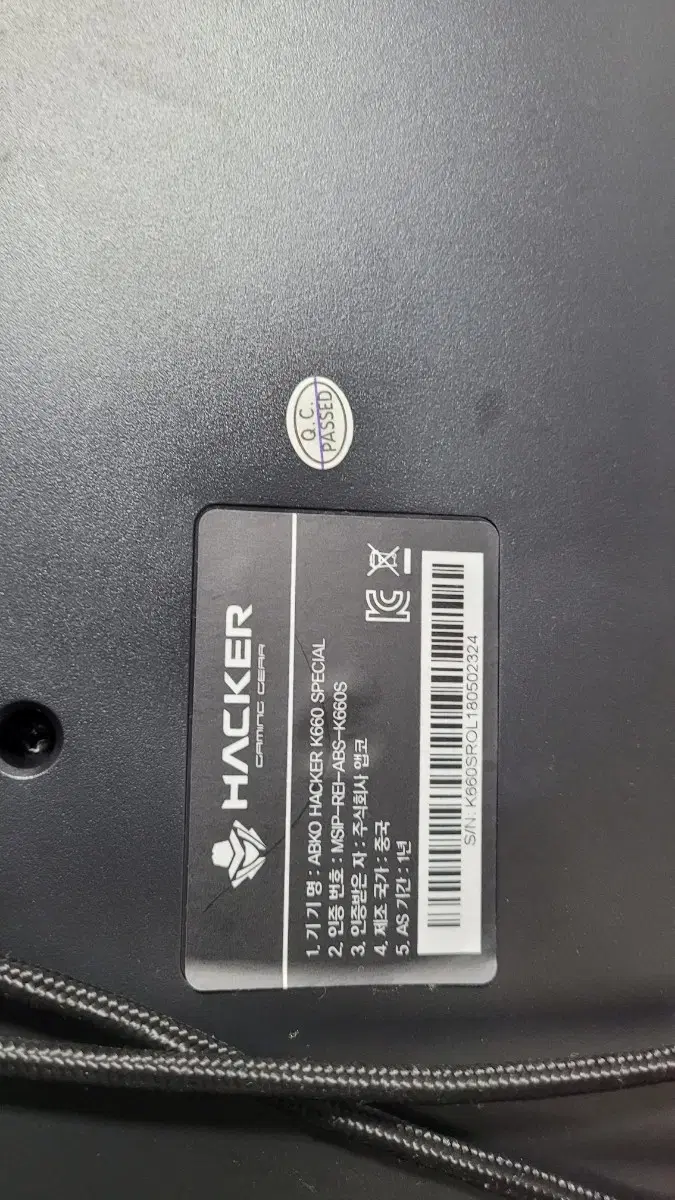 Q.C.
PASSED
HACKER
GAMING GEAR
1. 기 기 명 : ABKO HACKER K660 SPECIAL
2. 인증 번호 : MSIP-REI-ABS-K660S
3. 인증받은 자 : 주식회사 앱코
4. 제조 국가 : 중국
5. AS 기간 : 1년
S/N: K660SROL180502324